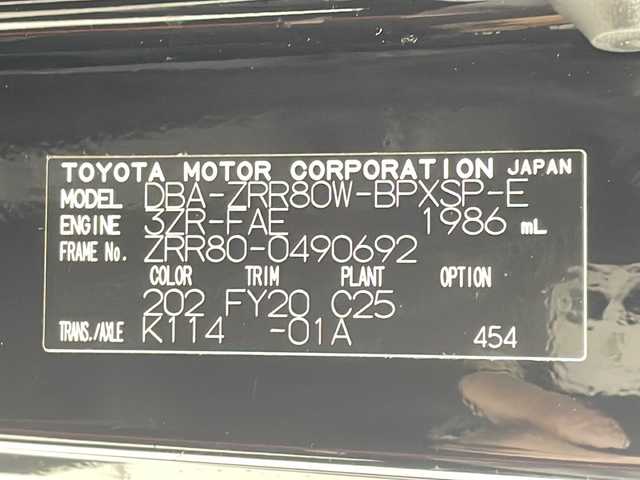 TOYOTA MOTOR CORPORATION JAPAN
MODEL DBA-ZRR80W-BPXSP-E
ENGINE 3ZR-FAE 1986 mL
FRAME No. ZRR80-0490692
COLOR TRIM PLANT OPTION
202 FY20 C25
TRANS./AXLE K114 -01A 454